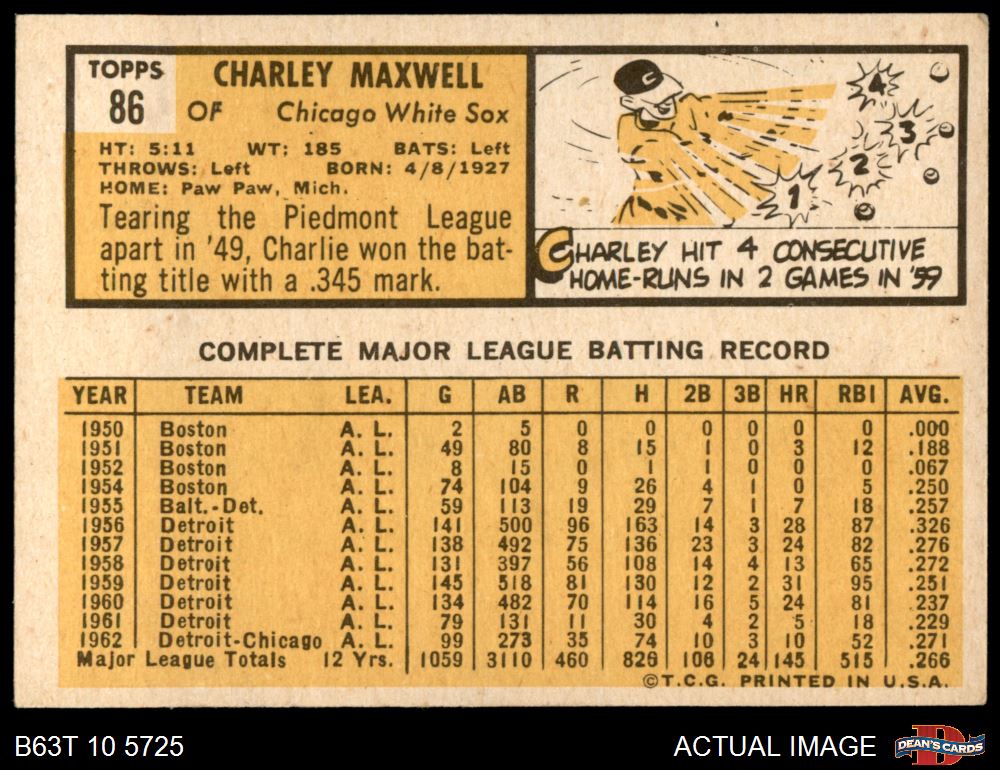 TOPPS
86
CHARLEY MAXWELL
OF Chicago White Sox
HT: 5:11 WT: 185 BATS: Left
THROWS: Left BORN: 4/8/1927
HOME: Paw Paw, Mich.
Tearing the Piedmont League
apart in '49, Charlie won the bat-
ting title with a .345 mark.
C
1
2
3
4
CHARLEY HIT 4 CONSECUTIVE
HOME-RUNS IN 2 GAMES IN '59
COMPLETE MAJOR LEAGUE BATTING RECORD
YEAR TEAM LEA. G AB R H 2B 3B HR RBI AVG.
1950 Boston A. L. 2 5 0 0 0 0 0 0 .000
1951 Boston A. L. 49 80 8 15 1 0 3 12 .188
1952 Boston A. L. 8 15 0 1 1 0 0 0 .067
1954 Boston A. L. 74 104 9 26 4 1 0 5 .250
1955 Balt.-Det. A. L. 59 113 19 29 7 1 7 18 .257
1956 Detroit A. L. 141 500 96 163 14 3 28 87 .326
1957 Detroit A. L. 138 492 75 136 23 3 24 82 .276
1958 Detroit A. L. 131 397 56 108 14 4 13 65 .272
1959 Detroit A. L. 145 518 81 130 12 2 31 95 .251
1960 Detroit A. L. 134 482 70 114 16 5 24 81 .237
1961 Detroit A. L. 79 131 11 30 4 2 5 18 .229
1962 Detroit-Chicago A. L. 99 273 35 74 10 3 10 52 .271
Major League Totals 12 Yrs. 1059 3110 460 826 106 24 145 515 .266
©T.C.G. PRINTED IN U.S.A.
B63T 10 5725
ACTUAL IMAGE
D
DEAN'S CARDS